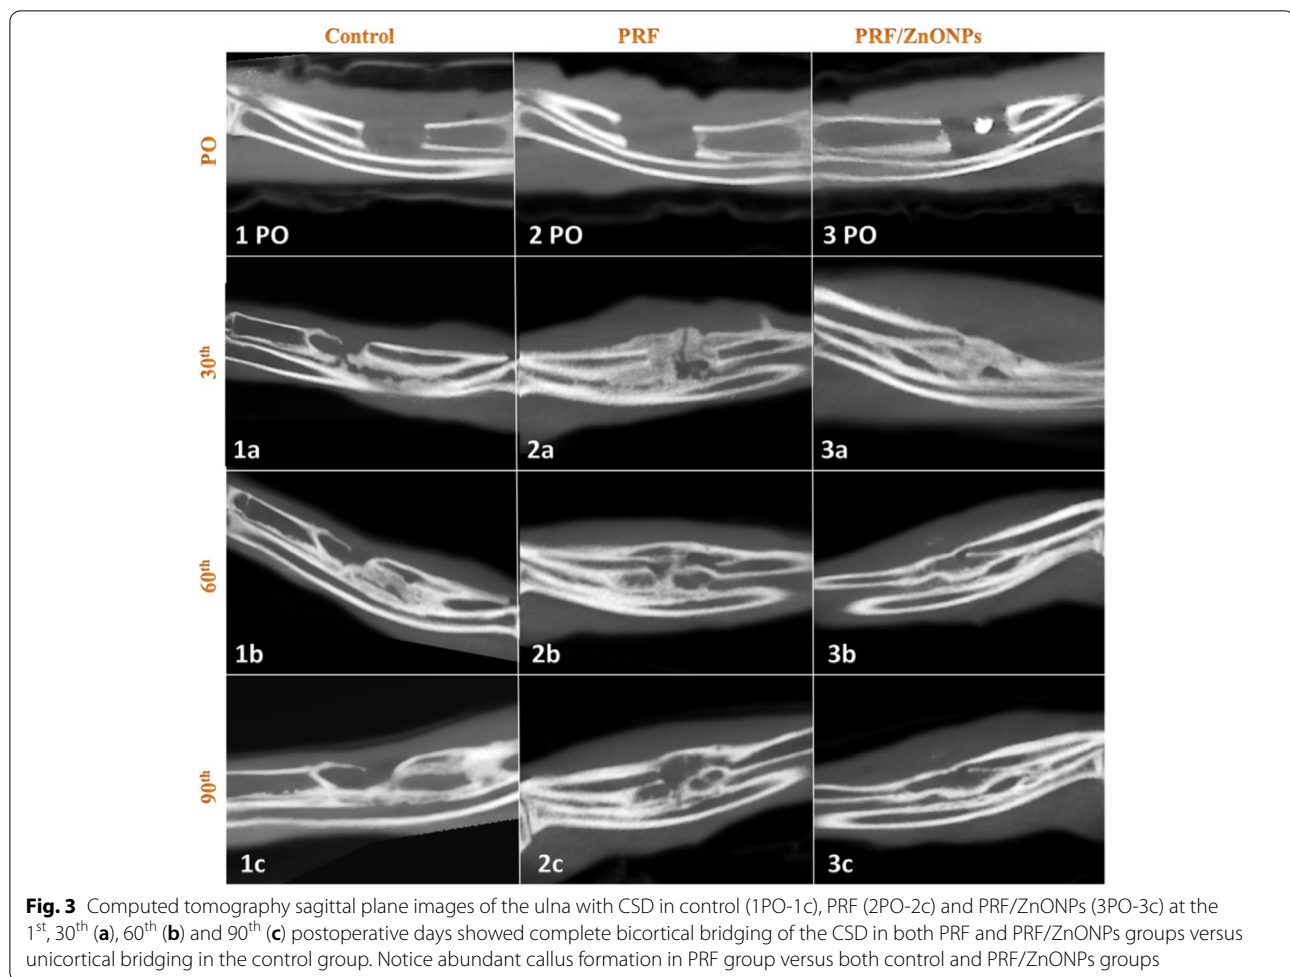 Control PRF PRF/ZnONPs
PO
1 PO 2 PO 3 PO
30th
1a 2a 3a
60th
1b 2b 3b
90th
1c 2c 3c
Fig. 3 Computed tomography sagittal plane images of the ulna with CSD in control (1PO-1c), PRF (2PO-2c) and PRF/ZnONPs (3PO-3c) at the
1st, 30th (a), 60th (b) and 90th (c) postoperative days showed complete bicortical bridging of the CSD in both PRF and PRF/ZnONPs groups versus
unicortical bridging in the control group. Notice abundant callus formation in PRF group versus both control and PRF/ZnONPs groups